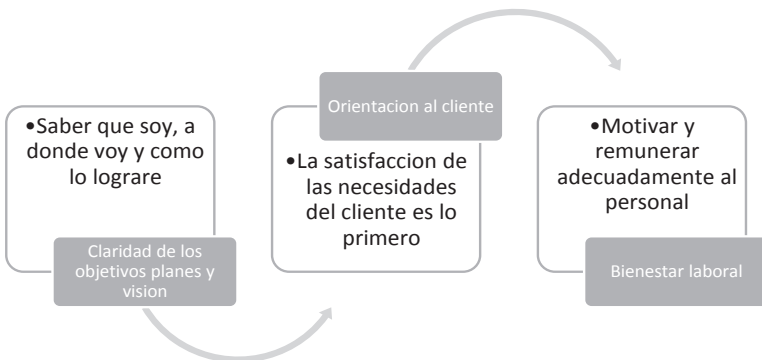 •Saber que soy, a
donde voy y como
lo lograre
Claridad de los
objetivos planes y
vision
Orientacion al cliente
•La satisfaccion de
las necesidades
del cliente es lo
primero
•Motivar y
remunerar
adecuadamente al
personal
Bienestar laboral